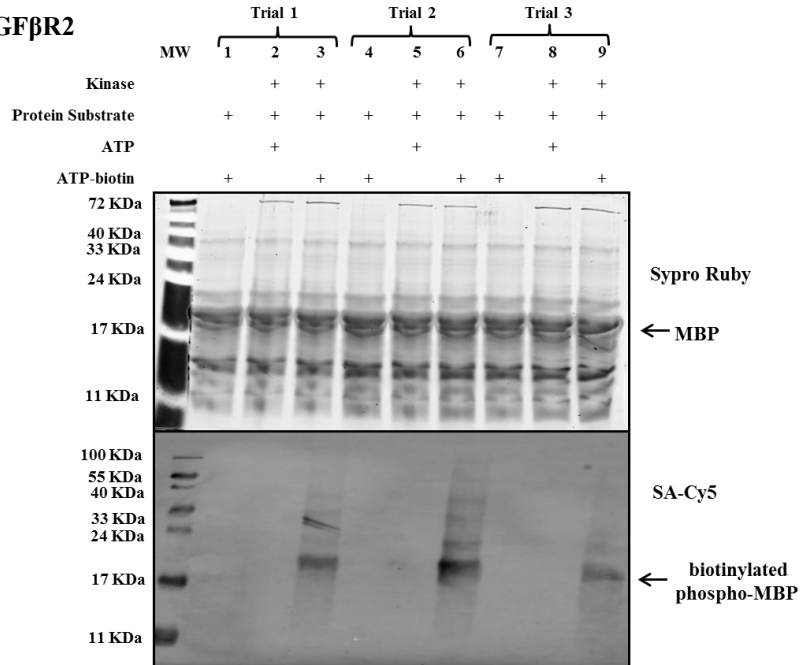 GFβR2
Trial 1 Trial 2 Trial 3
MW 1 2 3 4 5 6 7 8 9
Kinase + + + + + +
Protein Substrate + + + + + + + + +
ATP + + +
ATP-biotin + + + + + +
72 KDa
40 KDa
33 KDa
24 KDa
Sypro Ruby
17 KDa
MBP
11 KDa
100 KDa
55 KDa
40 KDa
SA-Cy5
33 KDa
24 KDa
17 KDa
biotinylated
phospho-MBP
11 KDa